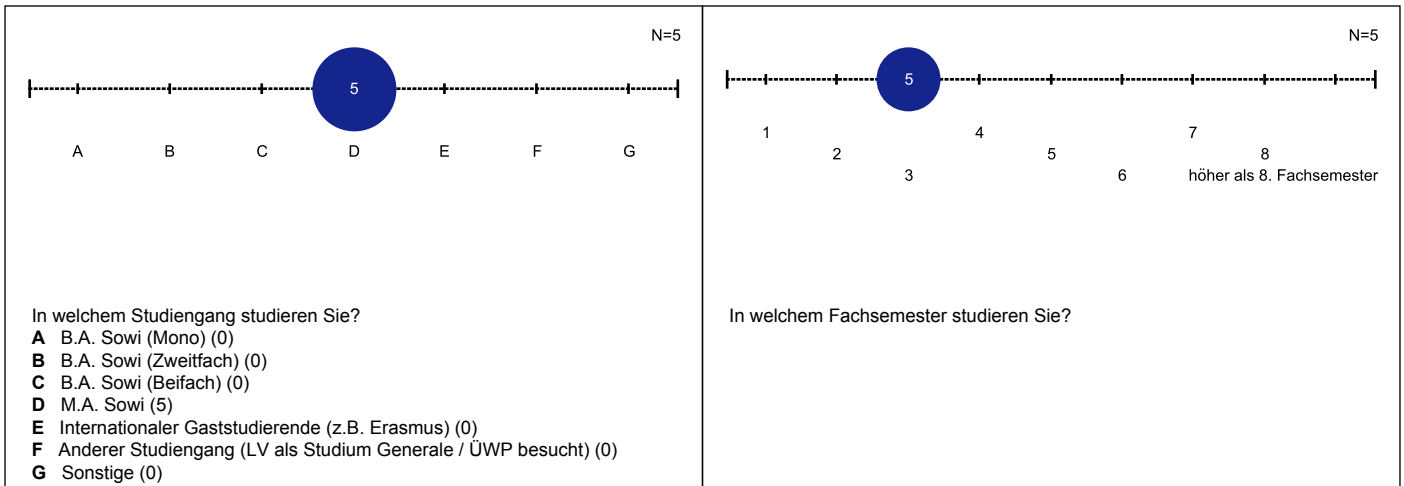 N=5
5
A B C D E F G
In welchem Studiengang studieren Sie?
A B.A. Sowi (Mono) (0)
B B.A. Sowi (Zweitfach) (0)
C B.A. Sowi (Beifach) (0)
D M.A. Sowi (5)
E Internationaler Gaststudierende (z.B. Erasmus) (0)
F Anderer Studiengang (LV als Studium Generale / ÜWP besucht) (0)
G Sonstige (0)
N=5
5
1 4 7
2 5 8
3 6 höher als 8. Fachsemester
In welchem Fachsemester studieren Sie?